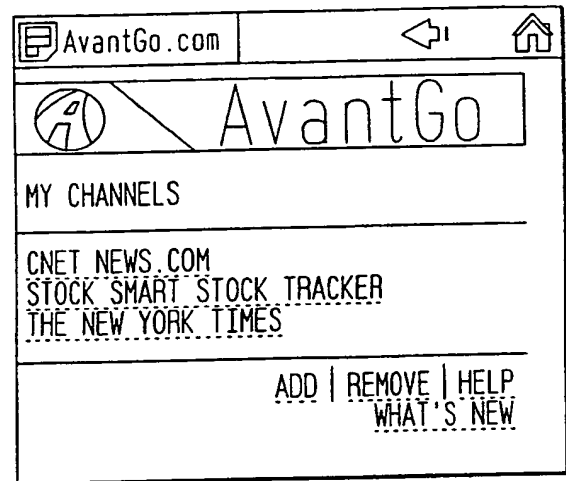 AvantGo.com
AvantGo
MY CHANNELS
CNET NEWS.COM
STOCK SMART STOCK TRACKER
THE NEW YORK TIMES
ADD | REMOVE | HELP
WHAT'S NEW